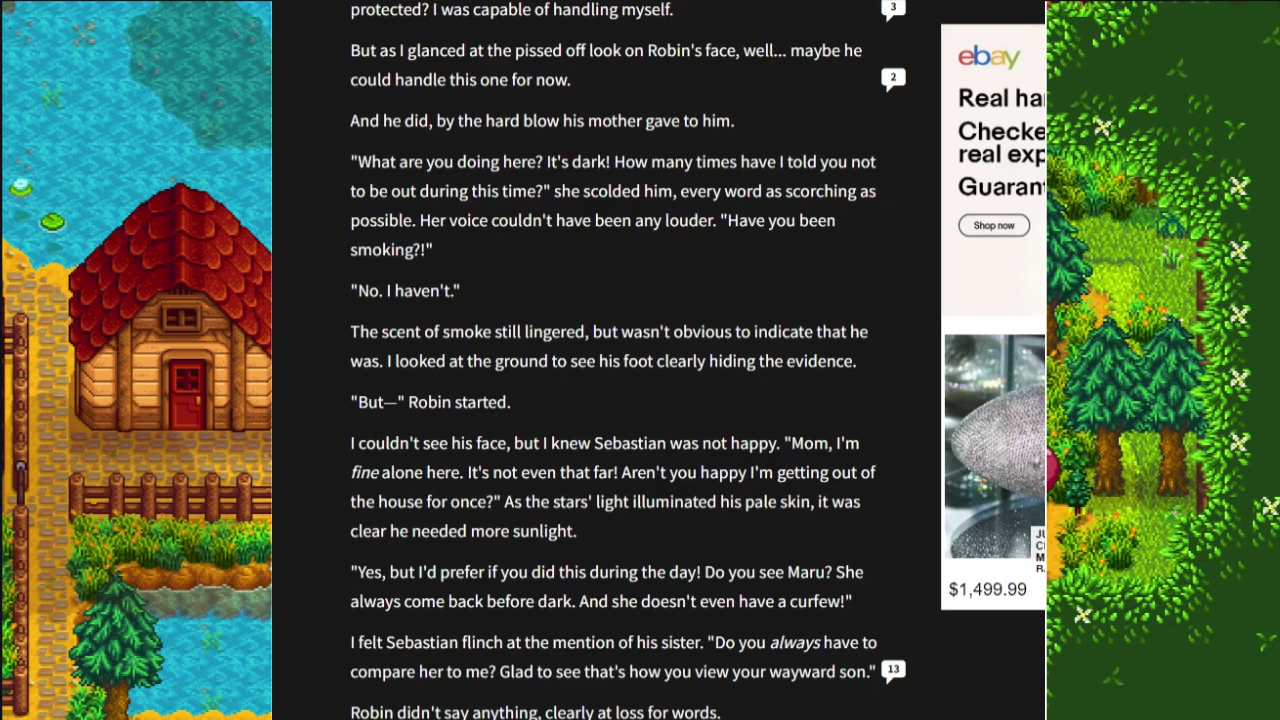 protected? I was capable of handling myself.
3
But as I glanced at the pissed off look on Robin's face, well... maybe he
could handle this one for now.
2
And he did, by the hard blow his mother gave to him.
"What are you doing here? It's dark! How many times have I told you not
to be out during this time?" she scolded him, every word as scorching as
possible. Her voice couldn't have been any louder. "Have you been
smoking?!"
"No. I haven't."
The scent of smoke still lingered, but wasn't obvious to indicate that he
was. I looked at the ground to see his foot clearly hiding the evidence.
"But—" Robin started.
I couldn't see his face, but I knew Sebastian was not happy. "Mom, I'm
fine alone here. It's not even that far! Aren't you happy I'm getting out of
the house for once?" As the stars' light illuminated his pale skin, it was
clear he needed more sunlight.
"Yes, but I'd prefer if you did this during the day! Do you see Maru? She
always come back before dark. And she doesn't even have a curfew!"
I felt Sebastian flinch at the mention of his sister. "Do you always have to
compare her to me? Glad to see that's how you view your wayward son."
13
Robin didn't say anything, clearly at loss for words.
ebay
Real ha
Checke
real exp
Guaran
Shop now
$1,499.99